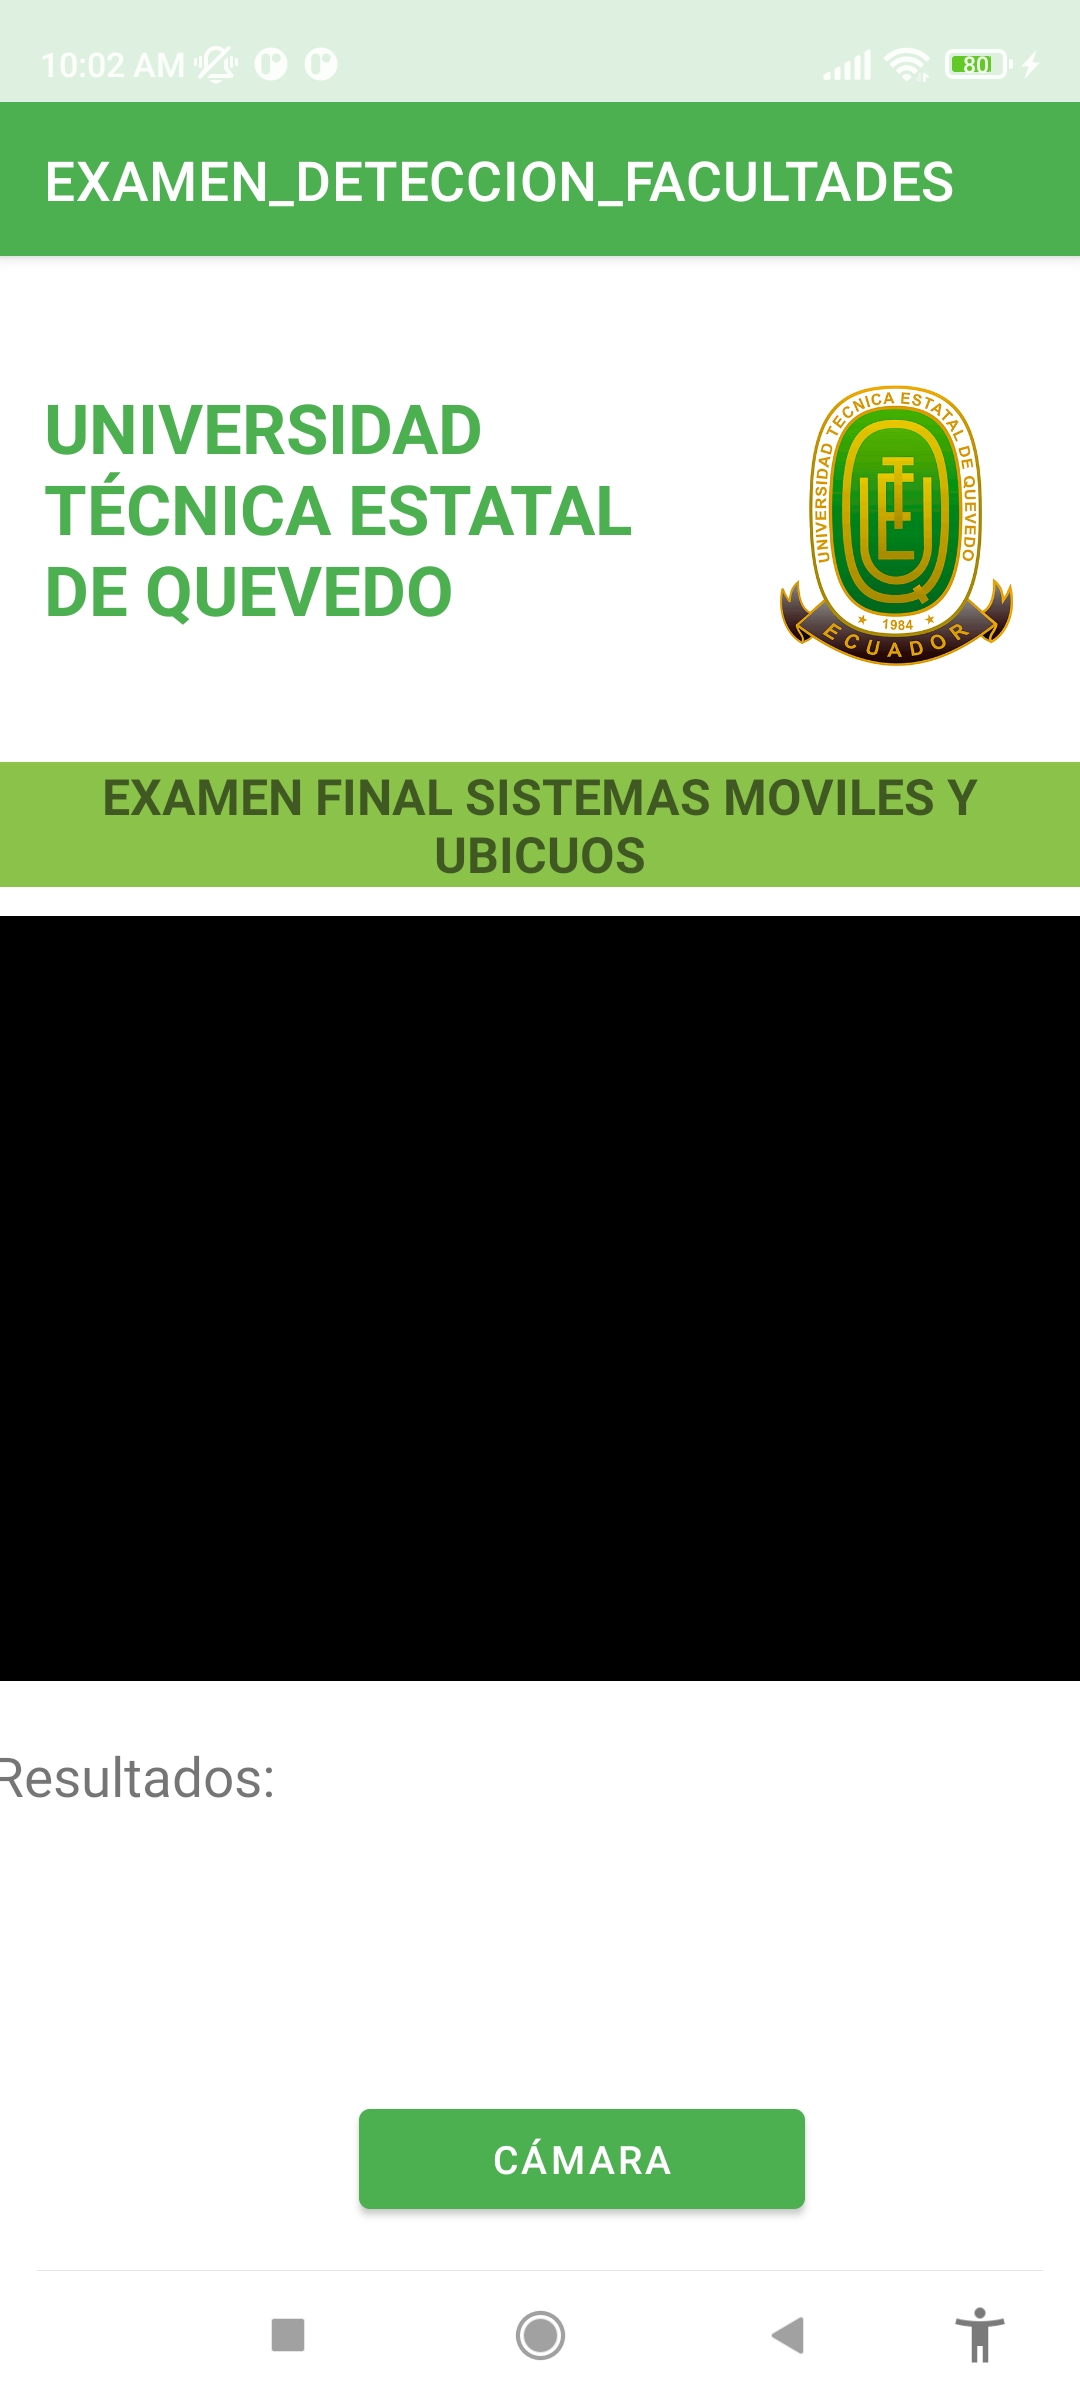 10:02 AM
80
EXAMEN_DETECCION_FACULTADES
UNIVERSIDAD
TÉCNICA ESTATAL
DE QUEVEDO
UNIVERSIDAD TECNICA ESTATAL DE QUEVEDO
1984
ECUADOR
EXAMEN FINAL SISTEMAS MOVILES Y
UBICUOS
Resultados:
CÁMARA